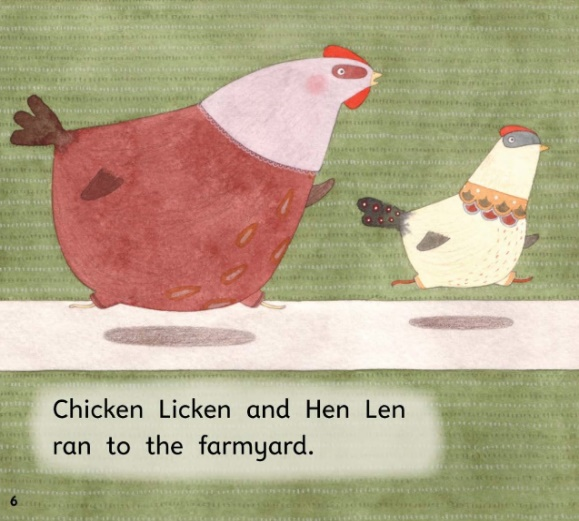 Chicken Licken and Hen Len
ran to the farmyard.
6